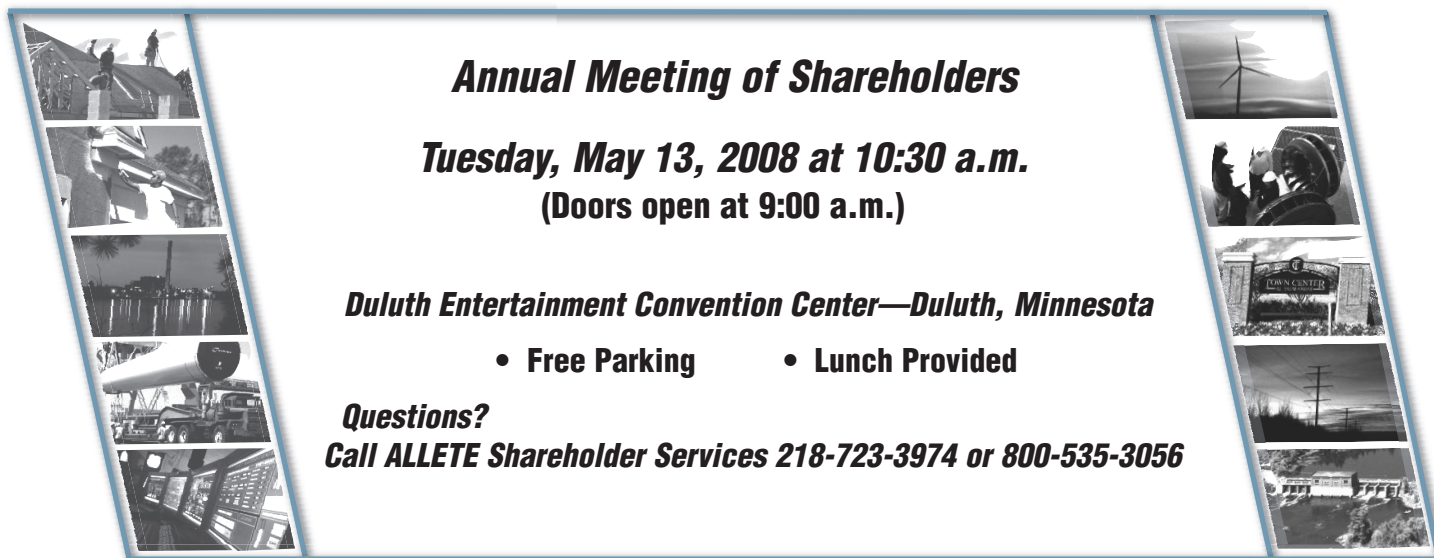 Annual Meeting of Shareholders
Tuesday, May 13, 2008 at 10:30 a.m.
(Doors open at 9:00 a.m.)
Duluth Entertainment Convention Center—Duluth, Minnesota
• Free Parking • Lunch Provided
Questions?
Call ALLETE Shareholder Services 218-723-3974 or 800-535-3056
TOWN CENTER